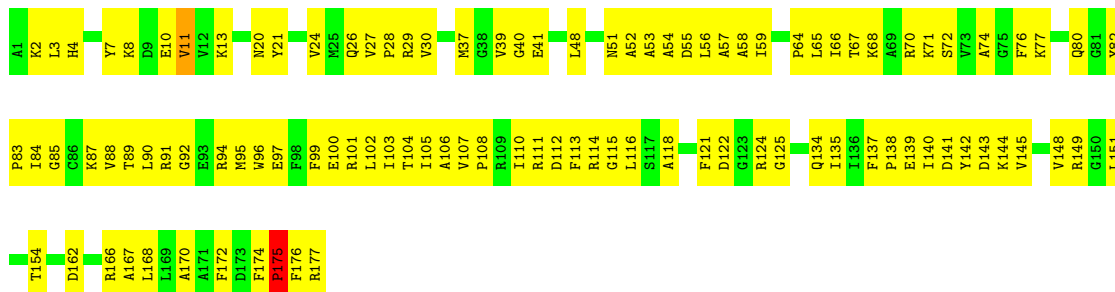 A1 K2 L3 H4 Y7 K8 D9 E10 V11 V12 K13 N20 Y21 V24 M25 Q26 V27 P28 R29 V30 M37 G38 V39 G40 E41 L48 N51 A52 A53 A54 D55 L56 A57 A58 I59 P64 L65 I66 T67 K68 A69 R70 K71 S72 V73 A74 G75 F76 K77 Q80 G81
P83 I84 G85 C86 K87 V88 T89 L90 R91 G92 E93 R94 M95 W96 E97 F98 F99 E100 R101 L102 I103 T104 I105 A106 V107 P108 R109 I110 R111 D112 F113 R114 G115 L116 S117 A118 F121 D122 G123 R124 G125 Q134 I135 I136 F137 P138 E139 I140 D141 Y142 D143 K144 V145 V148 R149 G150
T154 D162 R166 A167 L168 L169 A170 A171 F172 D173 F174 P175 F176 R177